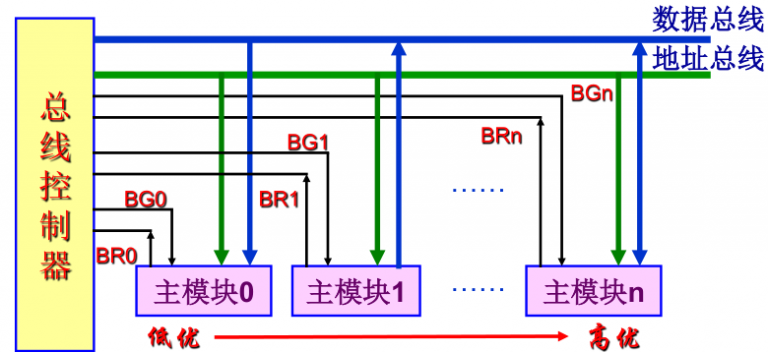 数据总线
地址总线
总线控制器
BGn
BRn
BG1
BR1
BG0
BR0
……
主模块0
主模块1
……
主模块n
低优
高优